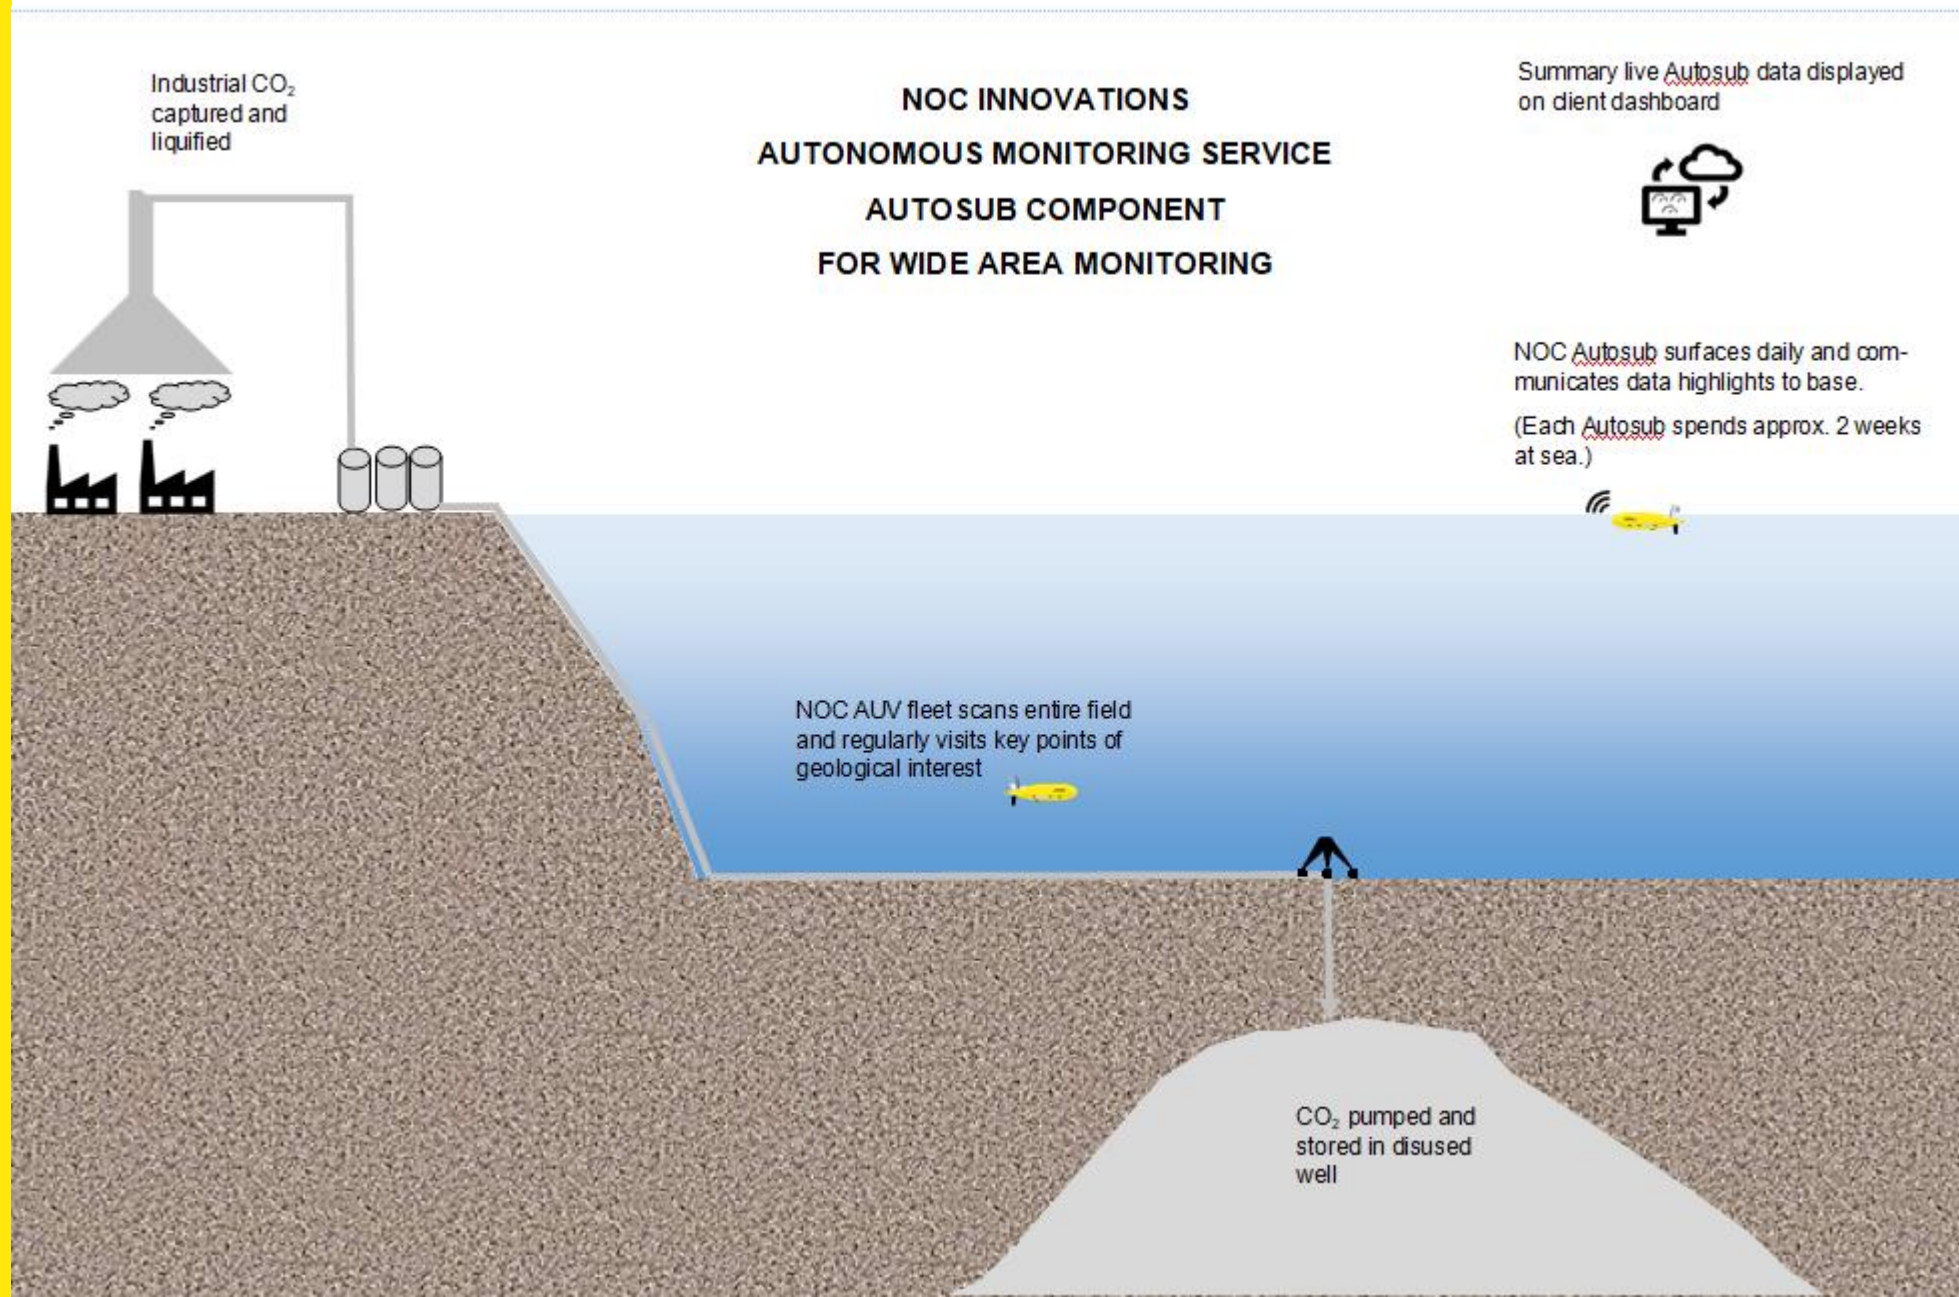 Industrial CO₂
captured and
liquified
NOC INNOVATIONS
AUTONOMOUS MONITORING SERVICE
AUTOSUB COMPONENT
FOR WIDE AREA MONITORING
Summary live Autosub data displayed
on client dashboard
NOC Autosub surfaces daily and com-
municates data highlights to base.
(Each Autosub spends approx. 2 weeks
at sea.)
NOC AUV fleet scans entire field
and regularly visits key points of
geological interest
CO₂ pumped and
stored in disused
well